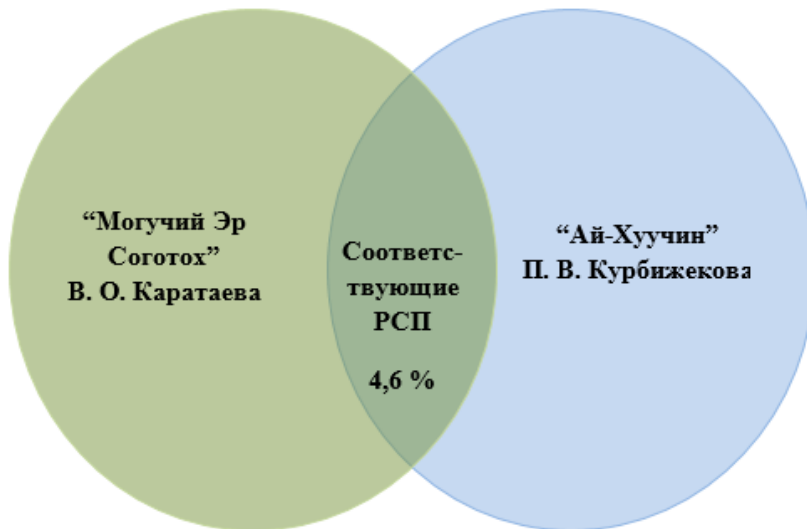 “Могучий Эр
Соготох”
В. О. Каратаева
Соответс-
твующие
РСП
4,6 %
“Ай-Хуучин”
П. В. Курбижекова